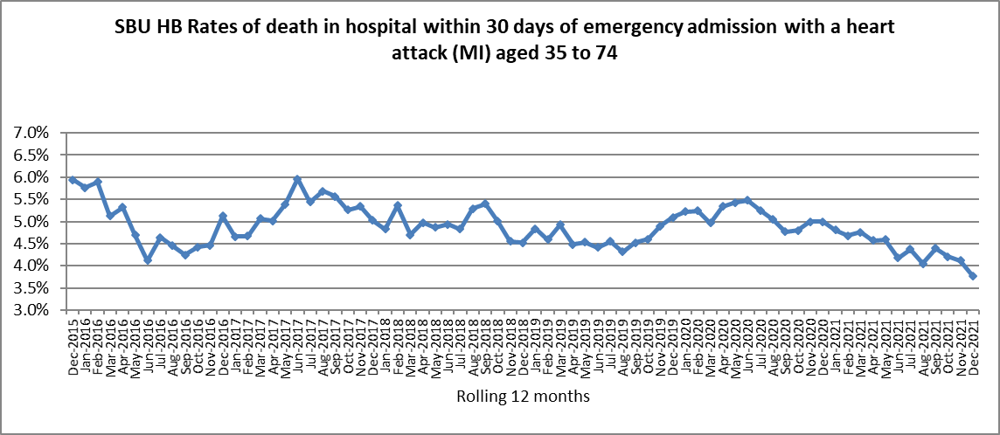 SBU HB Rates of death in hospital within 30 days of emergency admission with a heart
attack (MI) aged 35 to 74
7.0%
6.5%
6.0%
5.5%
5.0%
4.5%
4.0%
3.5%
3.0%
Dec-2015
Jan-2016
Feb-2016
Mar-2016
Apr-2016
May-2016
Jun-2016
Jul-2016
Aug-2016
Sep-2016
Oct-2016
Nov-2016
Dec-2016
Jan-2017
Feb-2017
Mar-2017
Apr-2017
May-2017
Jun-2017
Jul-2017
Aug-2017
Sep-2017
Oct-2017
Nov-2017
Dec-2017
Jan-2018
Feb-2018
Mar-2018
Apr-2018
May-2018
Jun-2018
Jul-2018
Aug-2018
Sep-2018
Oct-2018
Nov-2018
Dec-2018
Jan-2019
Feb-2019
Mar-2019
Apr-2019
May-2019
Jun-2019
Jul-2019
Aug-2019
Sep-2019
Oct-2019
Nov-2019
Dec-2019
Jan-2020
Feb-2020
Mar-2020
Apr-2020
May-2020
Jun-2020
Jul-2020
Aug-2020
Sep-2020
Oct-2020
Nov-2020
Dec-2020
Jan-2021
Feb-2021
Mar-2021
Apr-2021
May-2021
Jun-2021
Jul-2021
Aug-2021
Sep-2021
Oct-2021
Nov-2021
Dec-2021
Rolling 12 months